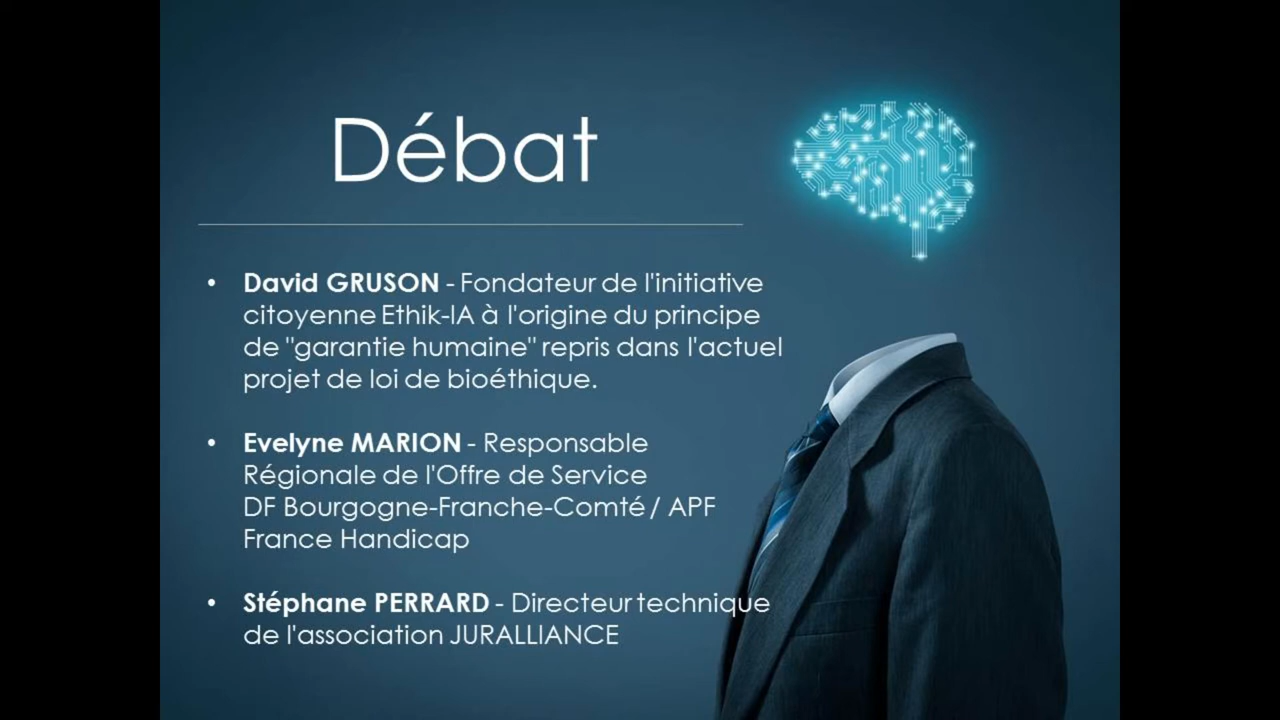 Débat
• David GRUSON - Fondateur de l'initiative
citoyenne Ethik-IA à l'origine du principe
de "garantie humaine" repris dans l'actuel
projet de loi de bioéthique.
• Evelyne MARION - Responsable
Régionale de l'Offre de Service
DF Bourgogne-Franche-Comté / APF
France Handicap
• Stéphane PERRARD - Directeur technique
de l'association JURALLIANCE